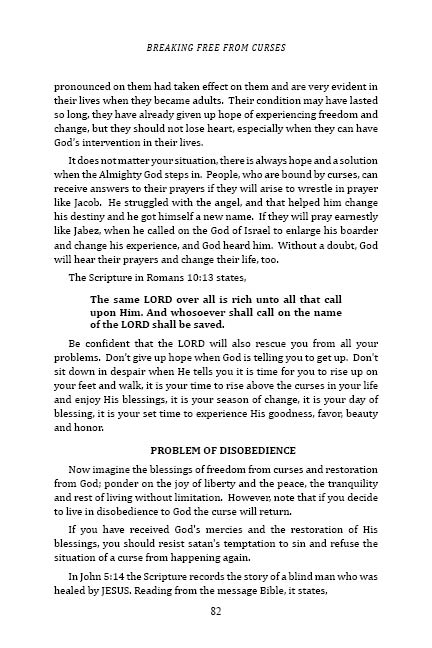 BREAKING FREE FROM CURSES
pronounced on them had taken effect on them and are very evident in
their lives when they became adults. Their condition may have lasted
so long, they have already given up hope of experiencing freedom and
change, but they should not lose heart, especially when they can have
God's intervention in their lives.
It does not matter your situation, there is always hope and a solution
when the Almighty God steps in. People, who are bound by curses, can
receive answers to their prayers if they will arise to wrestle in prayer
like Jacob. He struggled with the angel, and that helped him change
his destiny and he got himself a new name. If they will pray earnestly
like Jabez, when he called on the God of Israel to enlarge his boarder
and change his experience, and God heard him. Without a doubt, God
will hear their prayers and change their life, too.
The Scripture in Romans 10:13 states,
The same LORD over all is rich unto all that call
upon Him. And whosoever shall call on the name
of the LORD shall be saved.
Be confident that the LORD will also rescue you from all your
problems. Don't give up hope when God is telling you to get up. Don't
sit down in despair when He tells you it is time for you to rise up on
your feet and walk, it is your time to rise above the curses in your life
and enjoy His blessings, it is your season of change, it is your day of
blessing, it is your set time to experience His goodness, favor, beauty
and honor.
PROBLEM OF DISOBEDIENCE
Now imagine the blessings of freedom from curses and restoration
from God; ponder on the joy of liberty and the peace, the tranquility
and rest of living without limitation. However, note that if you decide
to live in disobedience to God the curse will return.
If you have received God's mercies and the restoration of His
blessings, you should resist satan's temptation to sin and refuse the
situation of a curse from happening again.
In John 5:14 the Scripture records the story of a blind man who was
healed by JESUS. Reading from the message Bible, it states,
82